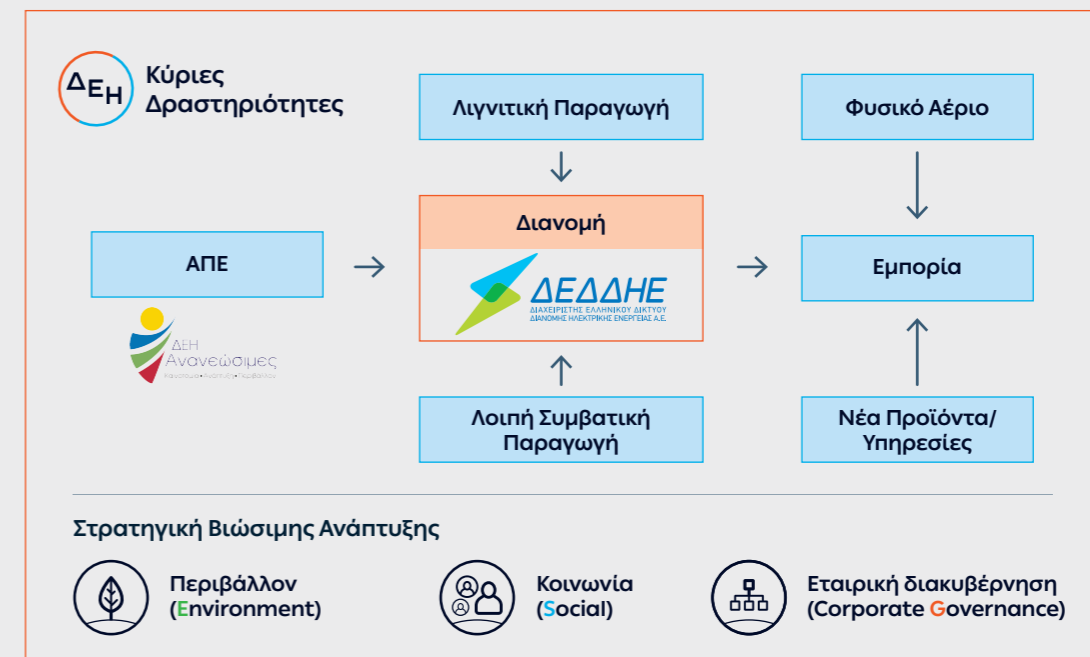 ΔΕΗ
Κύριες
Δραστηριότητες
Λιγνιτική Παραγωγή
Φυσικό Αέριο
ΑΠΕ
Διανομή
ΔΕΔΔΗΕ
ΔΙΑΧΕΙΡΙΣΤΗΣ ΕΛΛΗΝΙΚΟΥ ΔΙΚΤΥΟΥ
ΔΙΑΝΟΜΗΣ ΗΛΕΚΤΡΙΚΗΣ ΕΝΕΡΓΕΙΑΣ Α.Ε.
Εμπορία
ΔΕΗ
Ανανεώσιμες
Λοιπή Συμβατική
Παραγωγή
Νέα Προϊόντα/
Υπηρεσίες
Στρατηγική Βιώσιμης Ανάπτυξης
Περιβάλλον
(Environment)
Κοινωνία
(Social)
Εταιρική διακυβέρνηση
(Corporate Governance)